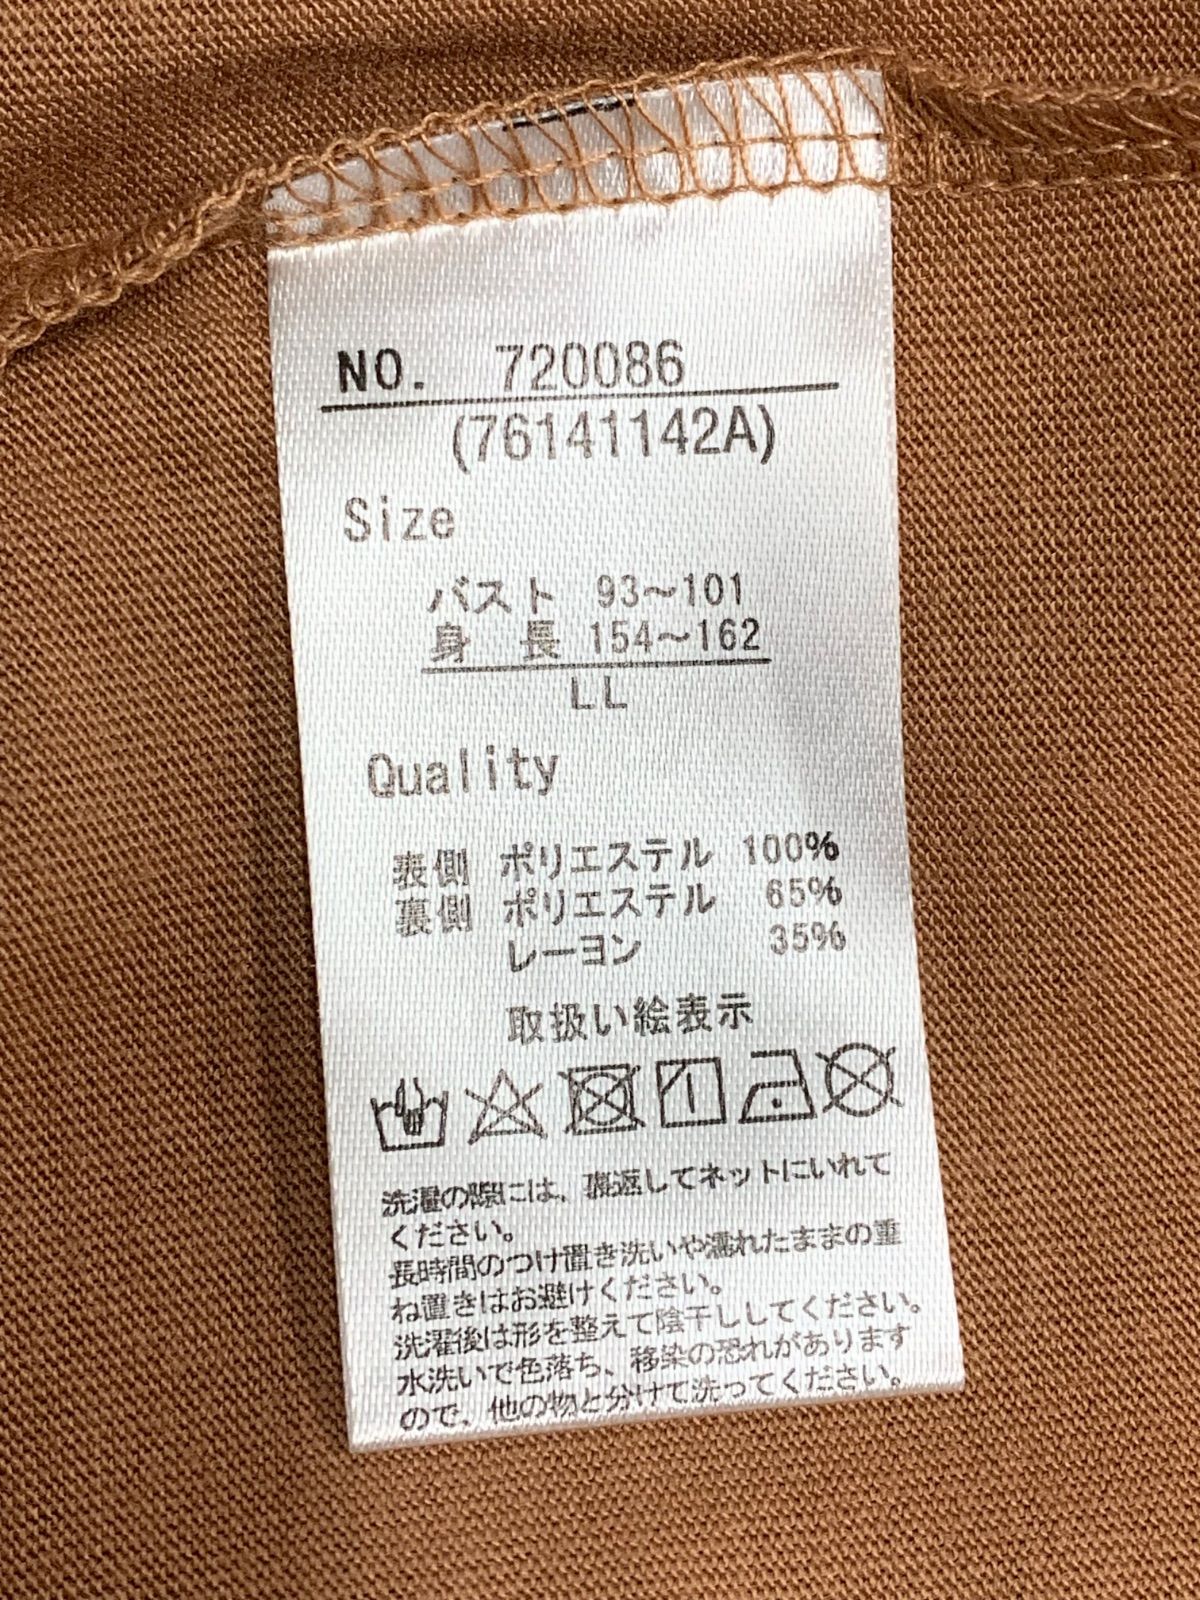 NO. 720086
(76141142A)
Size
バスト 93〜101
身 長 154〜162
LL
Quality
表側 ポリエステル 100%
裏側 ポリエステル 65%
レーヨン 35%
取扱い絵表示
洗濯の際には、裏返してネットにいれて
ください。
長時間のつけ置き洗いや濡れたままの重
ね置きはお避けください。
洗濯後は形を整えて陰干ししてください。
水洗いで色落ち、移染の恐れがあります
ので、他の物と分けて洗ってください。